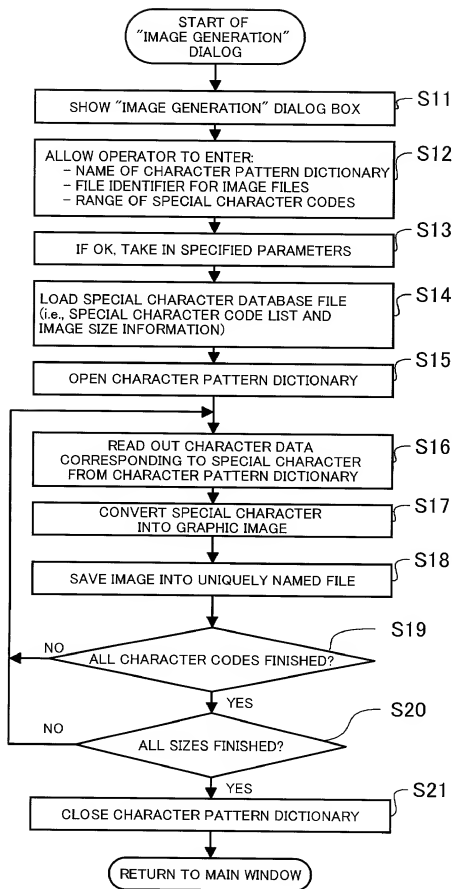 START OF
"IMAGE GENERATION"
DIALOG
S11
SHOW "IMAGE GENERATION" DIALOG BOX
S12
ALLOW OPERATOR TO ENTER:
– NAME OF CHARACTER PATTERN DICTIONARY
– FILE IDENTIFIER FOR IMAGE FILES
– RANGE OF SPECIAL CHARACTER CODES
S13
IF OK, TAKE IN SPECIFIED PARAMETERS
S14
LOAD SPECIAL CHARACTER DATABASE FILE
(i.e., SPECIAL CHARACTER CODE LIST AND
IMAGE SIZE INFORMATION)
S15
OPEN CHARACTER PATTERN DICTIONARY
S16
READ OUT CHARACTER DATA
CORRESPONDING TO SPECIAL CHARACTER
FROM CHARACTER PATTERN DICTIONARY
S17
CONVERT SPECIAL CHARACTER
INTO GRAPHIC IMAGE
S18
SAVE IMAGE INTO UNIQUELY NAMED FILE
S19
NO
ALL CHARACTER CODES FINISHED?
YES
S20
NO
ALL SIZES FINISHED?
YES
S21
CLOSE CHARACTER PATTERN DICTIONARY
RETURN TO MAIN WINDOW